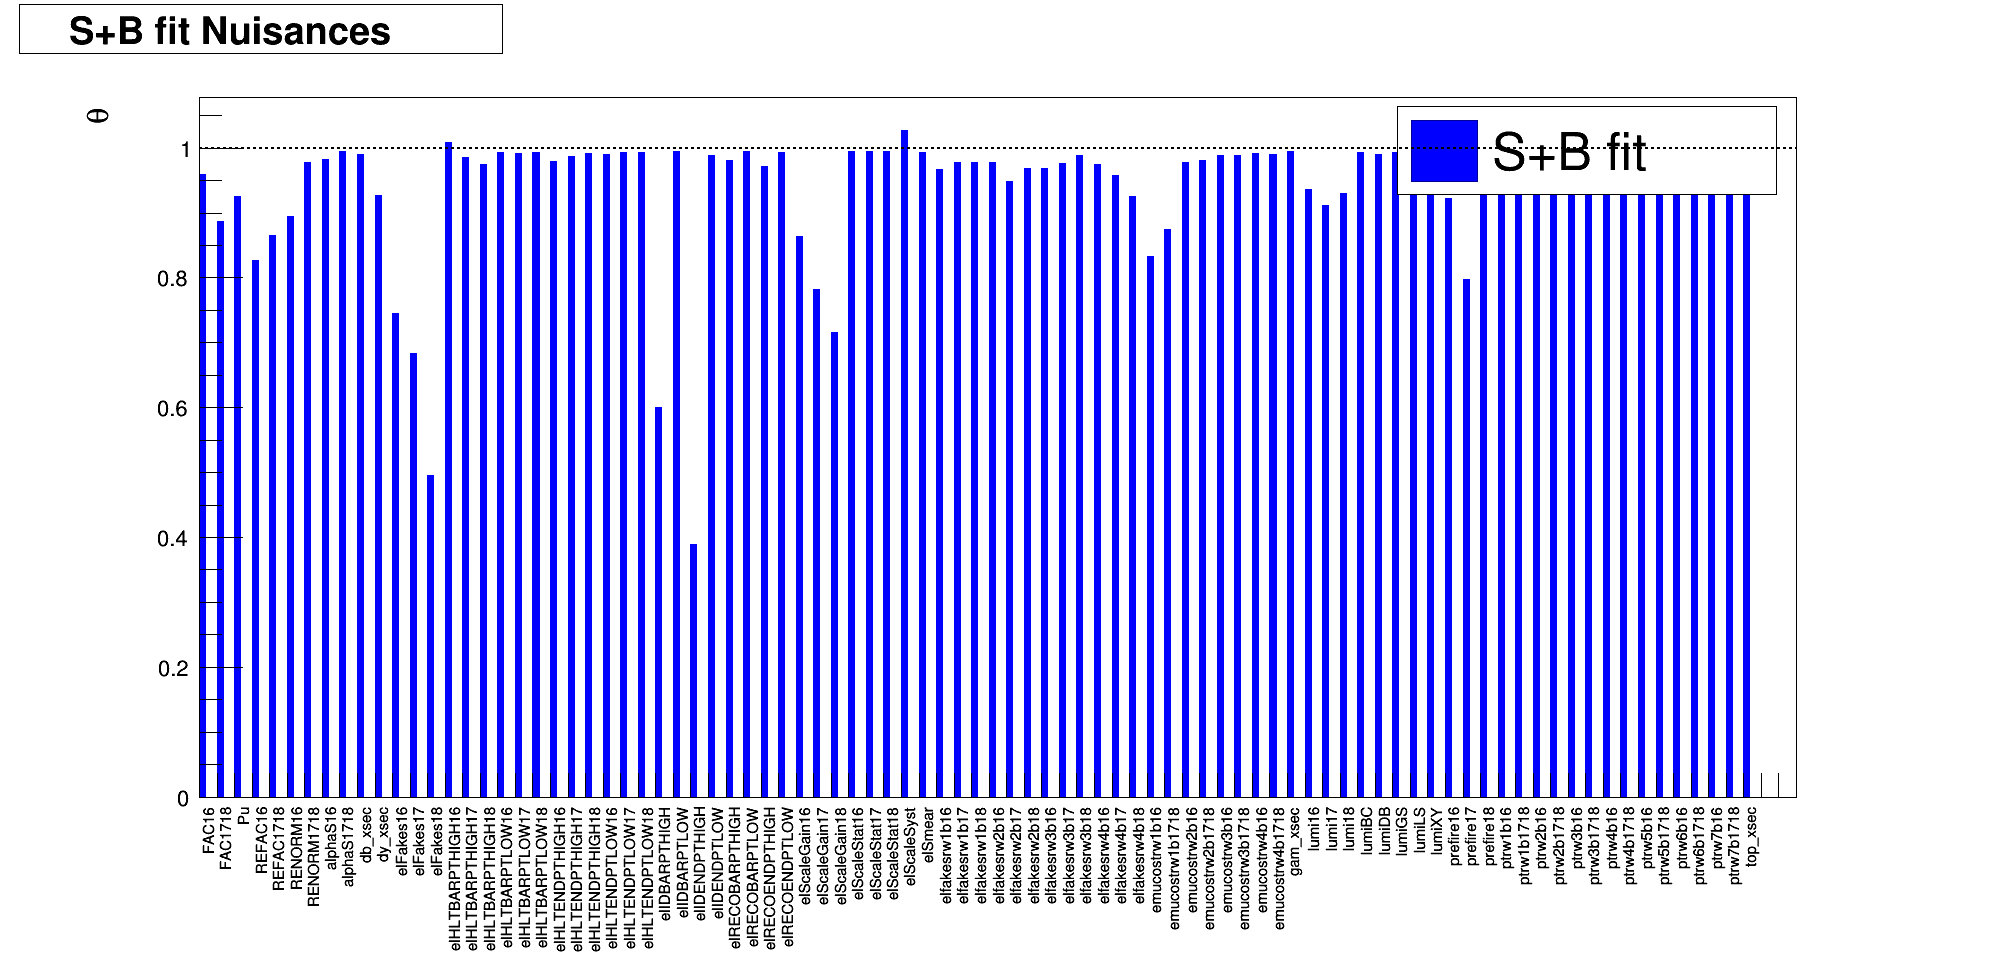 S+B fit Nuisances
θ
S+B fit
1
0.8
0.6
0.4
0.2
0
FAC16
FAC1718
Pu
REFAC16
REFAC1718
RENORM16
RENORM1718
alphaS16
alphaS1718
db_xsec
dy_xsec
elFakes16
elFakes17
elFakes18
elHLTBARPTHIGH16
elHLTBARPTHIGH17
elHLTBARPTHIGH18
elHLTBARPTLOW16
elHLTBARPTLOW17
elHLTBARPTLOW18
elHLTENDPTHIGH16
elHLTENDPTHIGH17
elHLTENDPTHIGH18
elHLTENDPTLOW16
elHLTENDPTLOW17
elHLTENDPTLOW18
elIDBARPTHIGH
elIDBARPTLOW
elIDENDPTHIGH
elIDENDPTLOW
elRECOBARPTHIGH
elRECOBARPTLOW
elRECOENDPTHIGH
elRECOENDPTLOW
elScaleGain16
elScaleGain17
elScaleGain18
elScaleStat16
elScaleStat17
elScaleStat18
elScaleSyst
elSmear
elfakesrw1b16
elfakesrw1b17
elfakesrw1b18
elfakesrw2b16
elfakesrw2b17
elfakesrw2b18
elfakesrw3b16
elfakesrw3b17
elfakesrw3b18
elfakesrw4b16
elfakesrw4b17
elfakesrw4b18
emucostrw1b16
emucostrw1b1718
emucostrw2b16
emucostrw2b1718
emucostrw3b16
emucostrw3b1718
emucostrw4b16
emucostrw4b1718
gam_xsec
lumi16
lumi17
lumi18
lumiBC
lumiDB
lumiGS
lumiLS
lumiXY
prefire16
prefire17
prefire18
ptrw1b16
ptrw1b1718
ptrw2b16
ptrw2b1718
ptrw3b16
ptrw3b1718
ptrw4b16
ptrw4b1718
ptrw5b16
ptrw5b1718
ptrw6b16
ptrw6b1718
ptrw7b16
ptrw7b1718
top_xsec